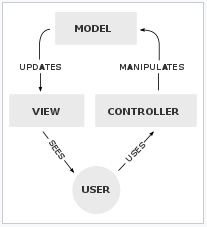 MODEL
UPDATES
MANIPULATES
VIEW
CONTROLLER
SEES
USES
USER